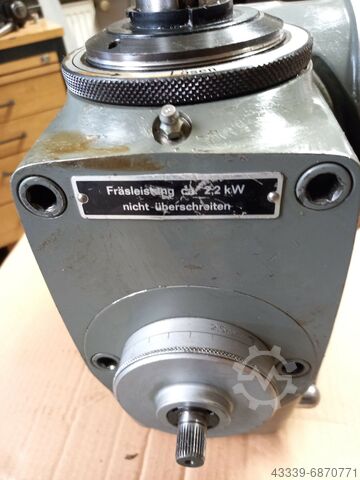 Fräsleistung ca. 2,2 kW
nicht überschreiten
43339-6870771